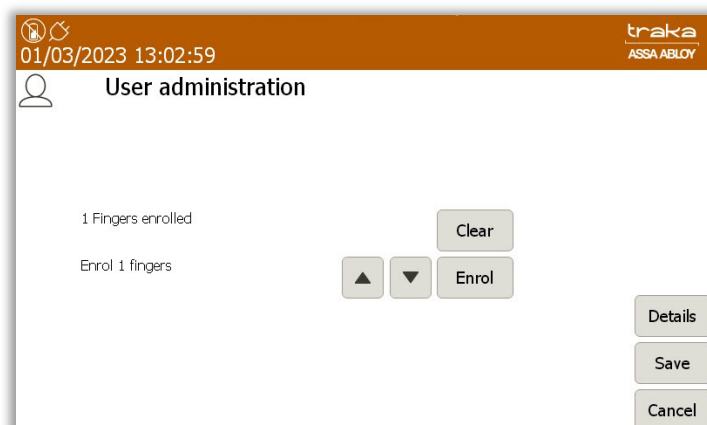 traka
01/03/2023 13:02:59
ASSA ABLOY
User administration
1 Fingers enrolled
Clear
Enrol 1 fingers
Enrol
Details
Save
Cancel